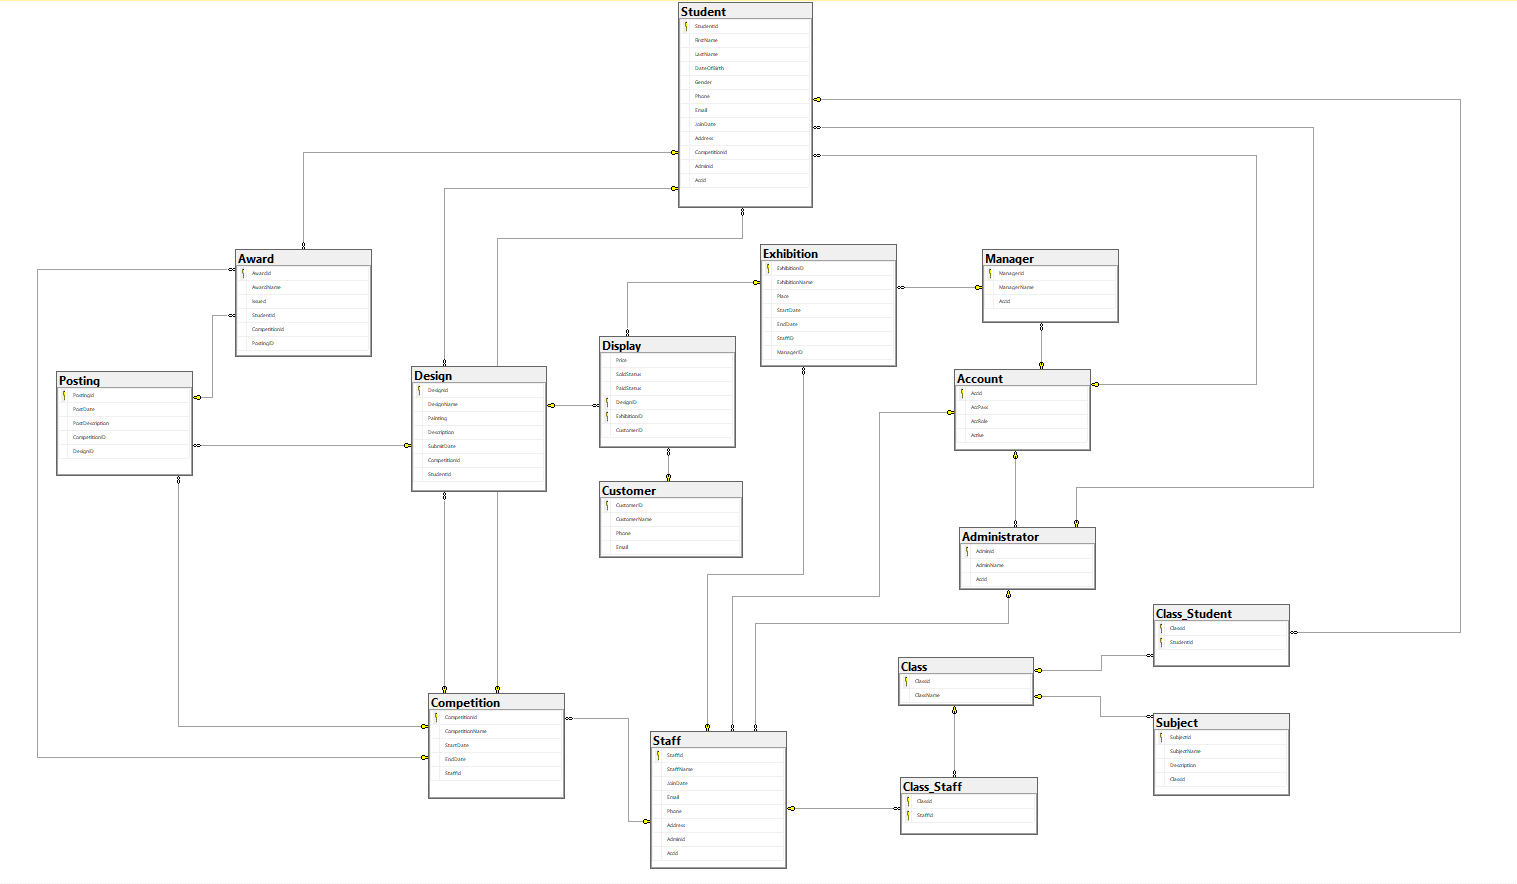 Student
StudentId
FirstName
LastName
DateOfBirth
Gender
Phone
Email
JoinDate
Address
CompetitionId
AdminId
AccId
Award
AwardId
AwardName
Issued
StudentId
CompetitionId
PostingID
Exhibition
ExhibitionID
ExhibitionName
Place
StartDate
EndDate
StaffID
ManagerID
Manager
ManagerId
ManagerName
AccId
Display
Price
SoldStatus
PaidStatus
DesignID
ExhibitionID
CustomerID
Posting
PostingId
PostDate
PostDescription
CompetitionID
DesignID
Design
DesignId
DesignName
Painting
Description
SubmitDate
CompetitionId
StudentId
Account
AccId
AccPass
AccRole
Active
Customer
CustomerID
CustomerName
Phone
Email
Administrator
AdminId
AdminName
AccId
Class_Student
ClassId
StudentId
Class
ClassId
ClassName
Competition
CompetitionId
CompetitionName
StartDate
EndDate
StaffId
Subject
SubjectId
SubjectName
Description
ClassId
Staff
StaffId
StaffName
JoinDate
Email
Phone
Address
AdminId
AccId
Class_Staff
ClassId
StaffId